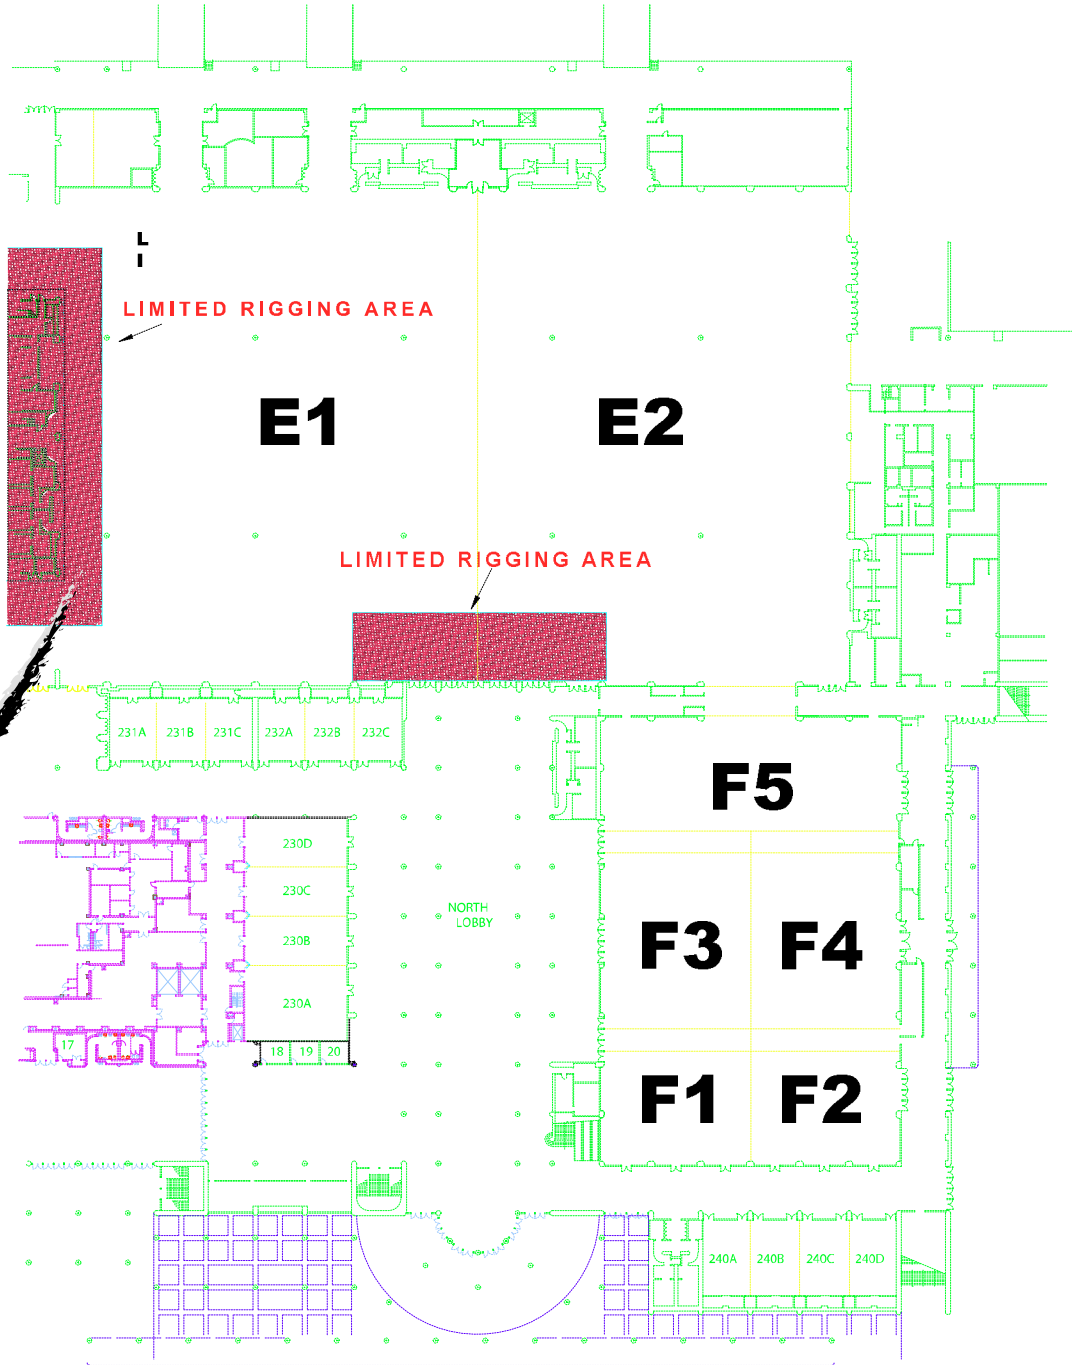 L
I
LIMITED RIGGING AREA
E1
E2
LIMITED RIGGING AREA
231A
231B
231C
232A
232B
232C
F5
230D
230C
NORTH
LOBBY
F3
F4
230B
230A
17
18
19
20
F1
F2
240A
240B
240C
240D